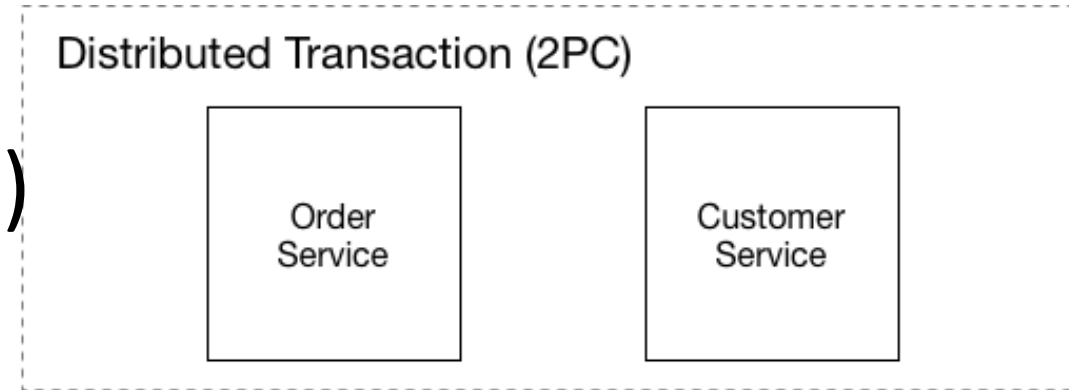 Distributed Transaction (2PC)
)
Order
Service
Customer
Service